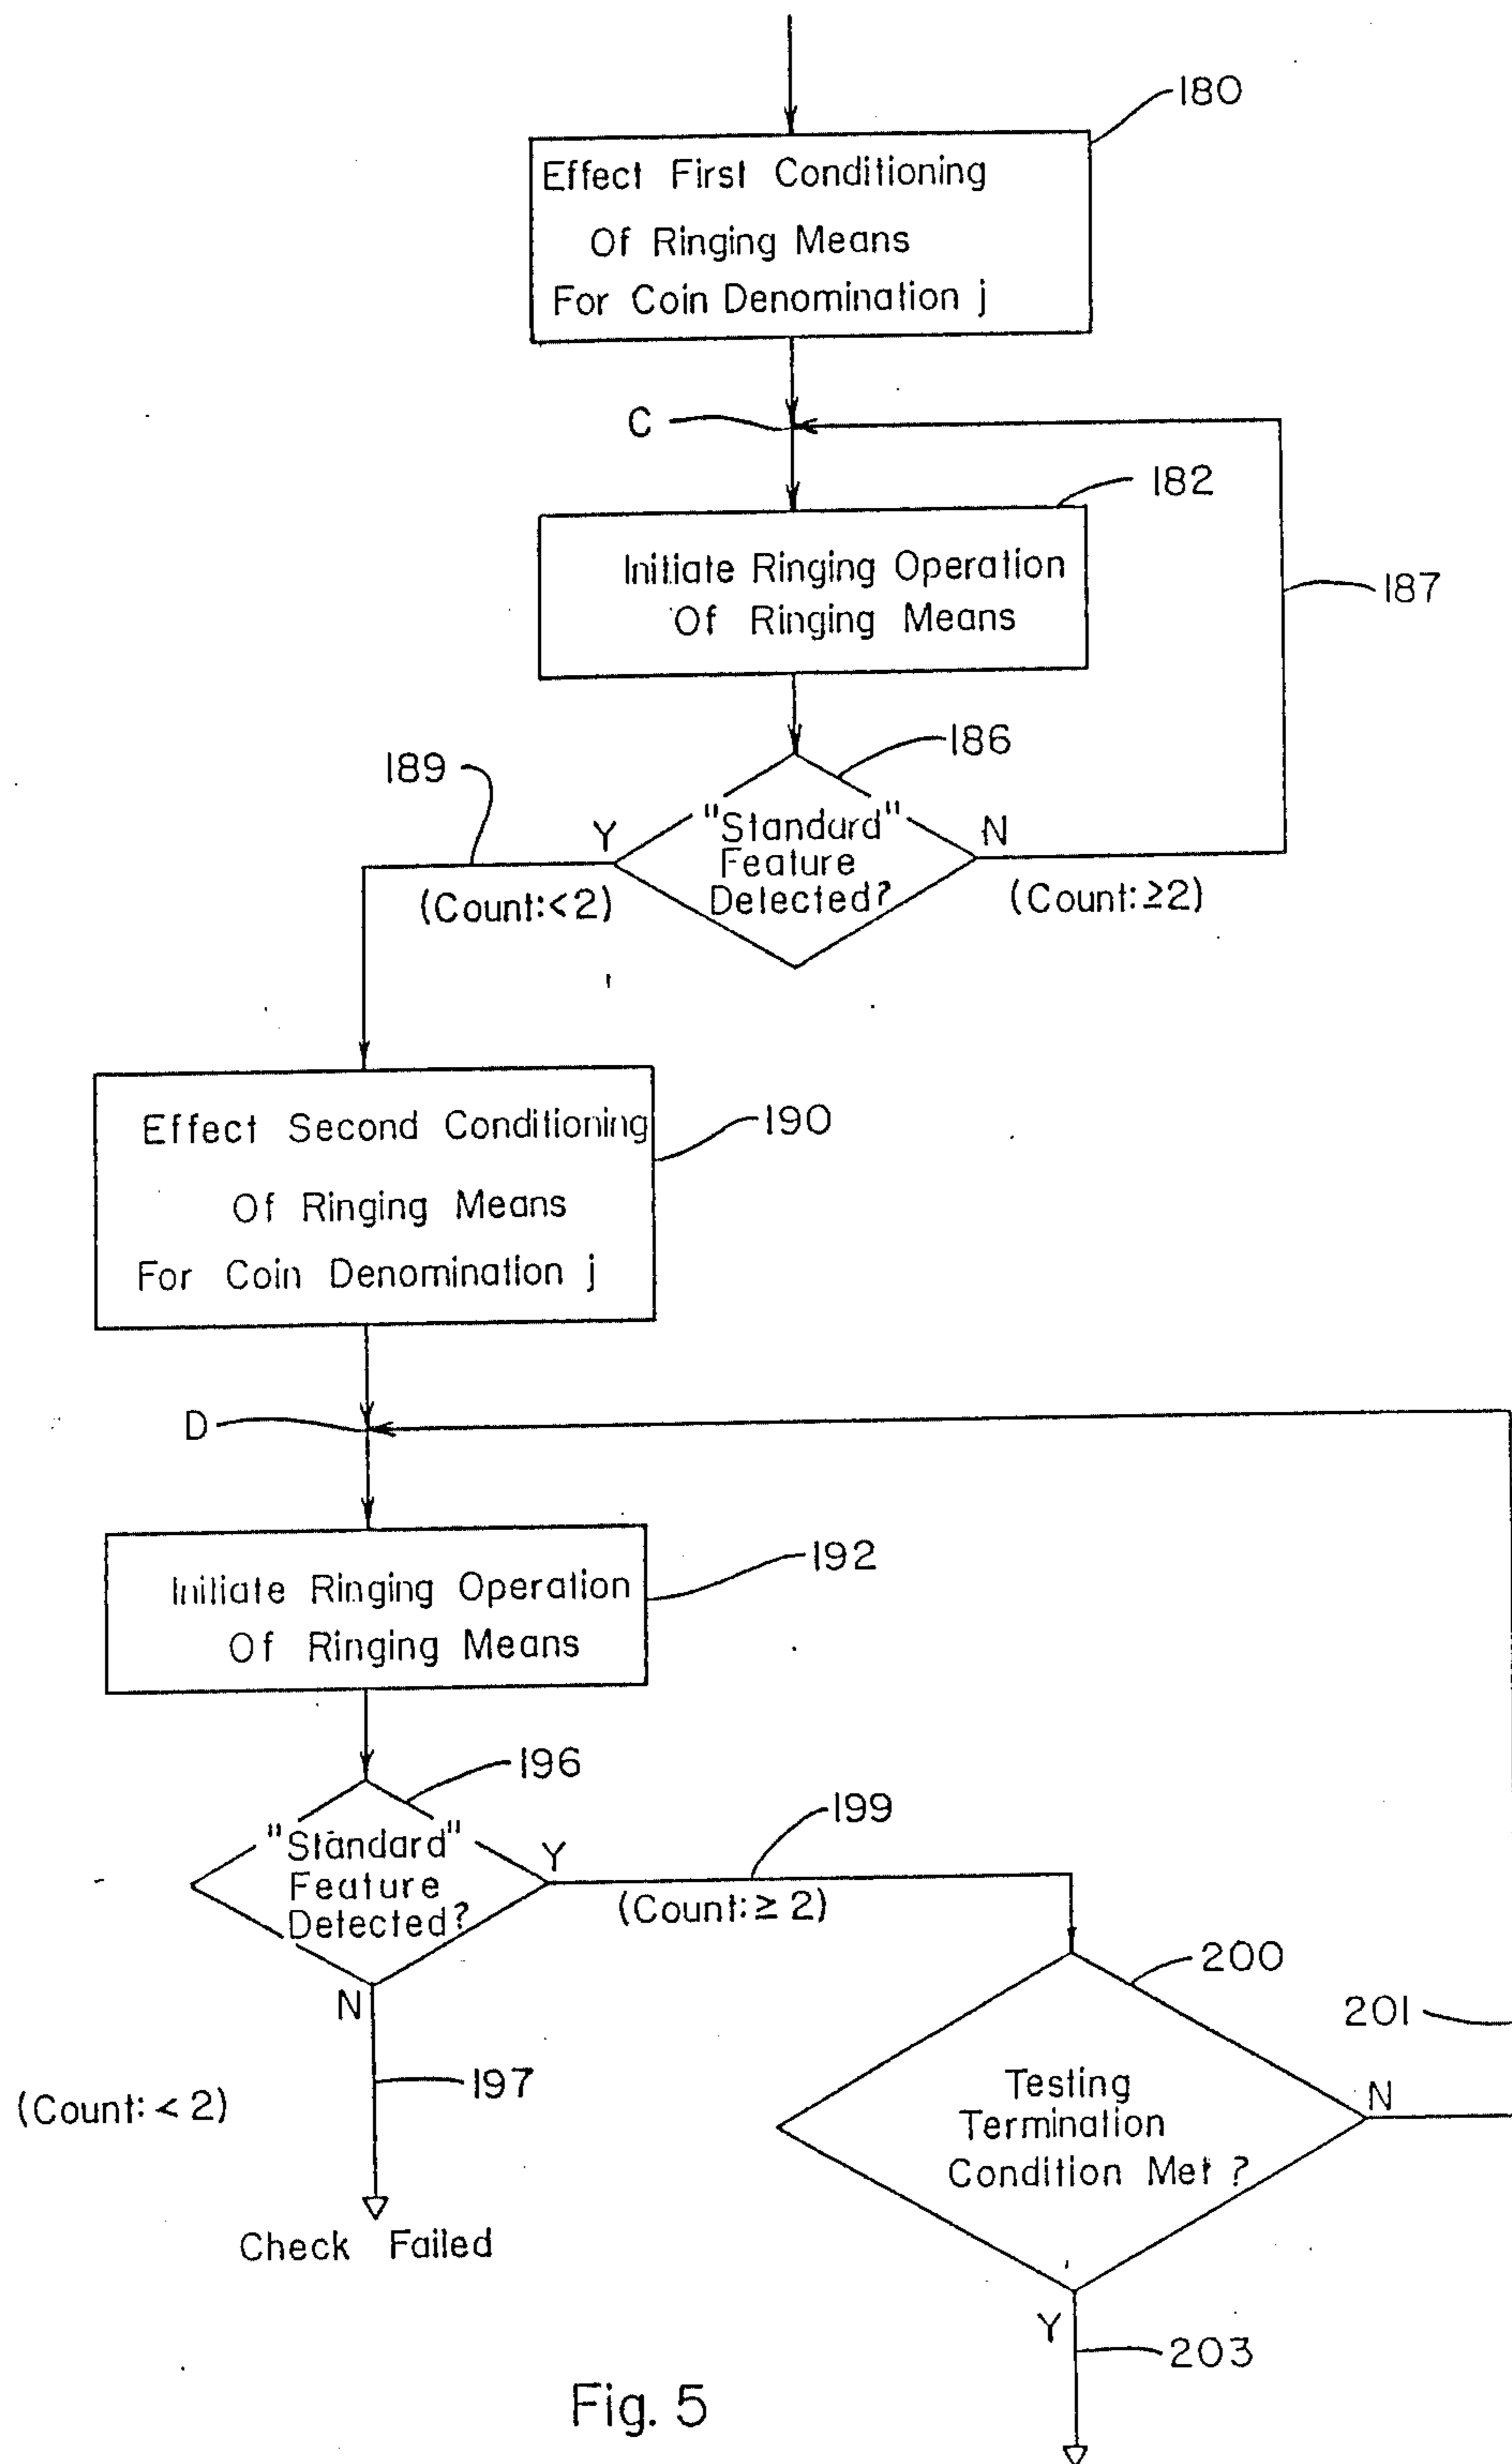 180
Effect First Conditioning
Of Ringing Means
For Coin Denomination j
C
182
Initiate Ringing Operation
Of Ringing Means
187
186
189
Y
"Standard"
Feature
Detected?
N
(Count:<2)
(Count:≥2)
Effect Second Conditioning
Of Ringing Means
For Coin Denomination j
190
D
192
Initiate Ringing Operation
Of Ringing Means
196
199
"Standard"
Feature
Detected?
Y
(Count:≥ 2)
N
200
201
197
(Count:< 2)
Testing
Termination
Condition Met ?
N
Check Failed
Y
203
Fig. 5